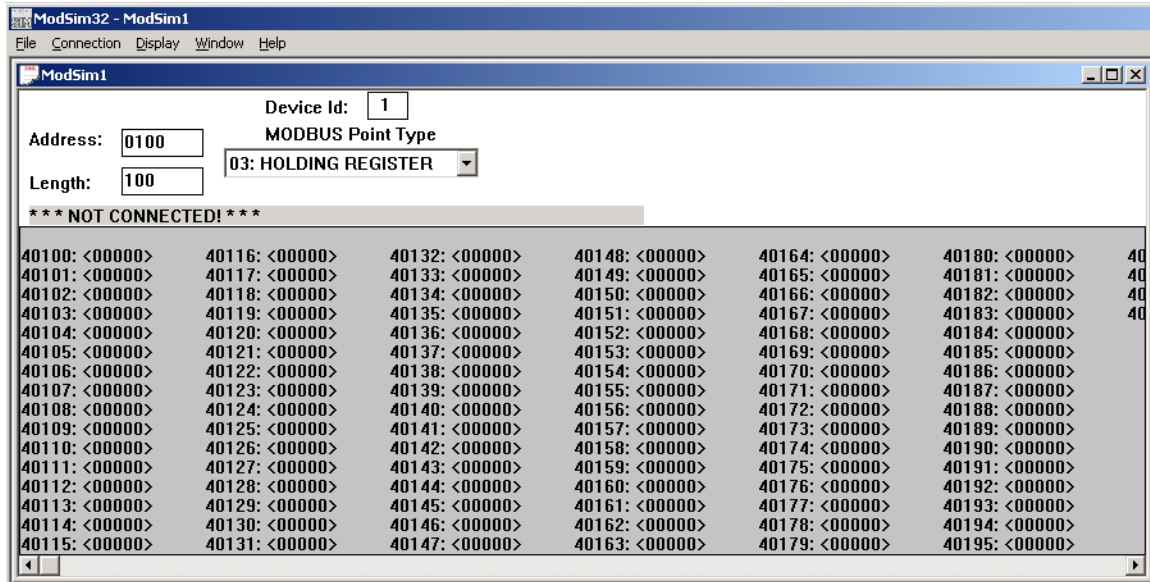 ModSim32 - ModSim1
File Connection Display Window Help
ModSim1
Device Id: 1
Address: 0100
MODBUS Point Type
03: HOLDING REGISTER
Length: 100
* * * NOT CONNECTED! * * *
40100: <00000> 40116: <00000> 40132: <00000> 40148: <00000> 40164: <00000> 40180: <00000> 40
40101: <00000> 40117: <00000> 40133: <00000> 40149: <00000> 40165: <00000> 40181: <00000> 40
40102: <00000> 40118: <00000> 40134: <00000> 40150: <00000> 40166: <00000> 40182: <00000> 40
40103: <00000> 40119: <00000> 40135: <00000> 40151: <00000> 40167: <00000> 40183: <00000> 40
40104: <00000> 40120: <00000> 40136: <00000> 40152: <00000> 40168: <00000> 40184: <00000>
40105: <00000> 40121: <00000> 40137: <00000> 40153: <00000> 40169: <00000> 40185: <00000>
40106: <00000> 40122: <00000> 40138: <00000> 40154: <00000> 40170: <00000> 40186: <00000>
40107: <00000> 40123: <00000> 40139: <00000> 40155: <00000> 40171: <00000> 40187: <00000>
40108: <00000> 40124: <00000> 40140: <00000> 40156: <00000> 40172: <00000> 40188: <00000>
40109: <00000> 40125: <00000> 40141: <00000> 40157: <00000> 40173: <00000> 40189: <00000>
40110: <00000> 40126: <00000> 40142: <00000> 40158: <00000> 40174: <00000> 40190: <00000>
40111: <00000> 40127: <00000> 40143: <00000> 40159: <00000> 40175: <00000> 40191: <00000>
40112: <00000> 40128: <00000> 40144: <00000> 40160: <00000> 40176: <00000> 40192: <00000>
40113: <00000> 40129: <00000> 40145: <00000> 40161: <00000> 40177: <00000> 40193: <00000>
40114: <00000> 40130: <00000> 40146: <00000> 40162: <00000> 40178: <00000> 40194: <00000>
40115: <00000> 40131: <00000> 40147: <00000> 40163: <00000> 40179: <00000> 40195: <00000>